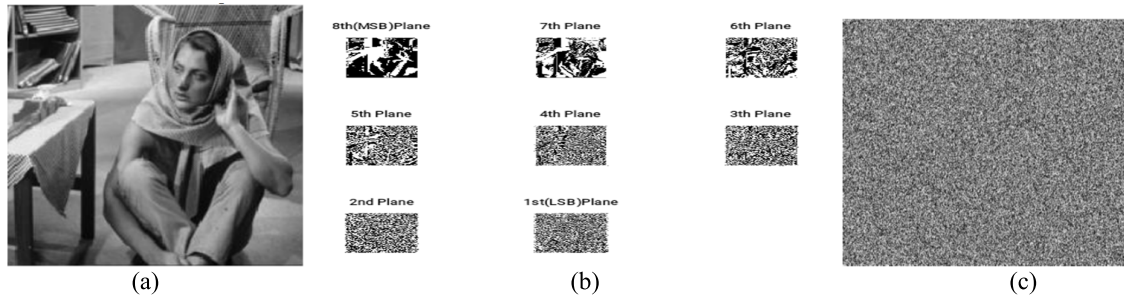 8th(MSB)Plane 7th Plane 6th Plane
5th Plane 4th Plane 3th Plane
2nd Plane 1st(LSB)Plane
(a) (b) (c)